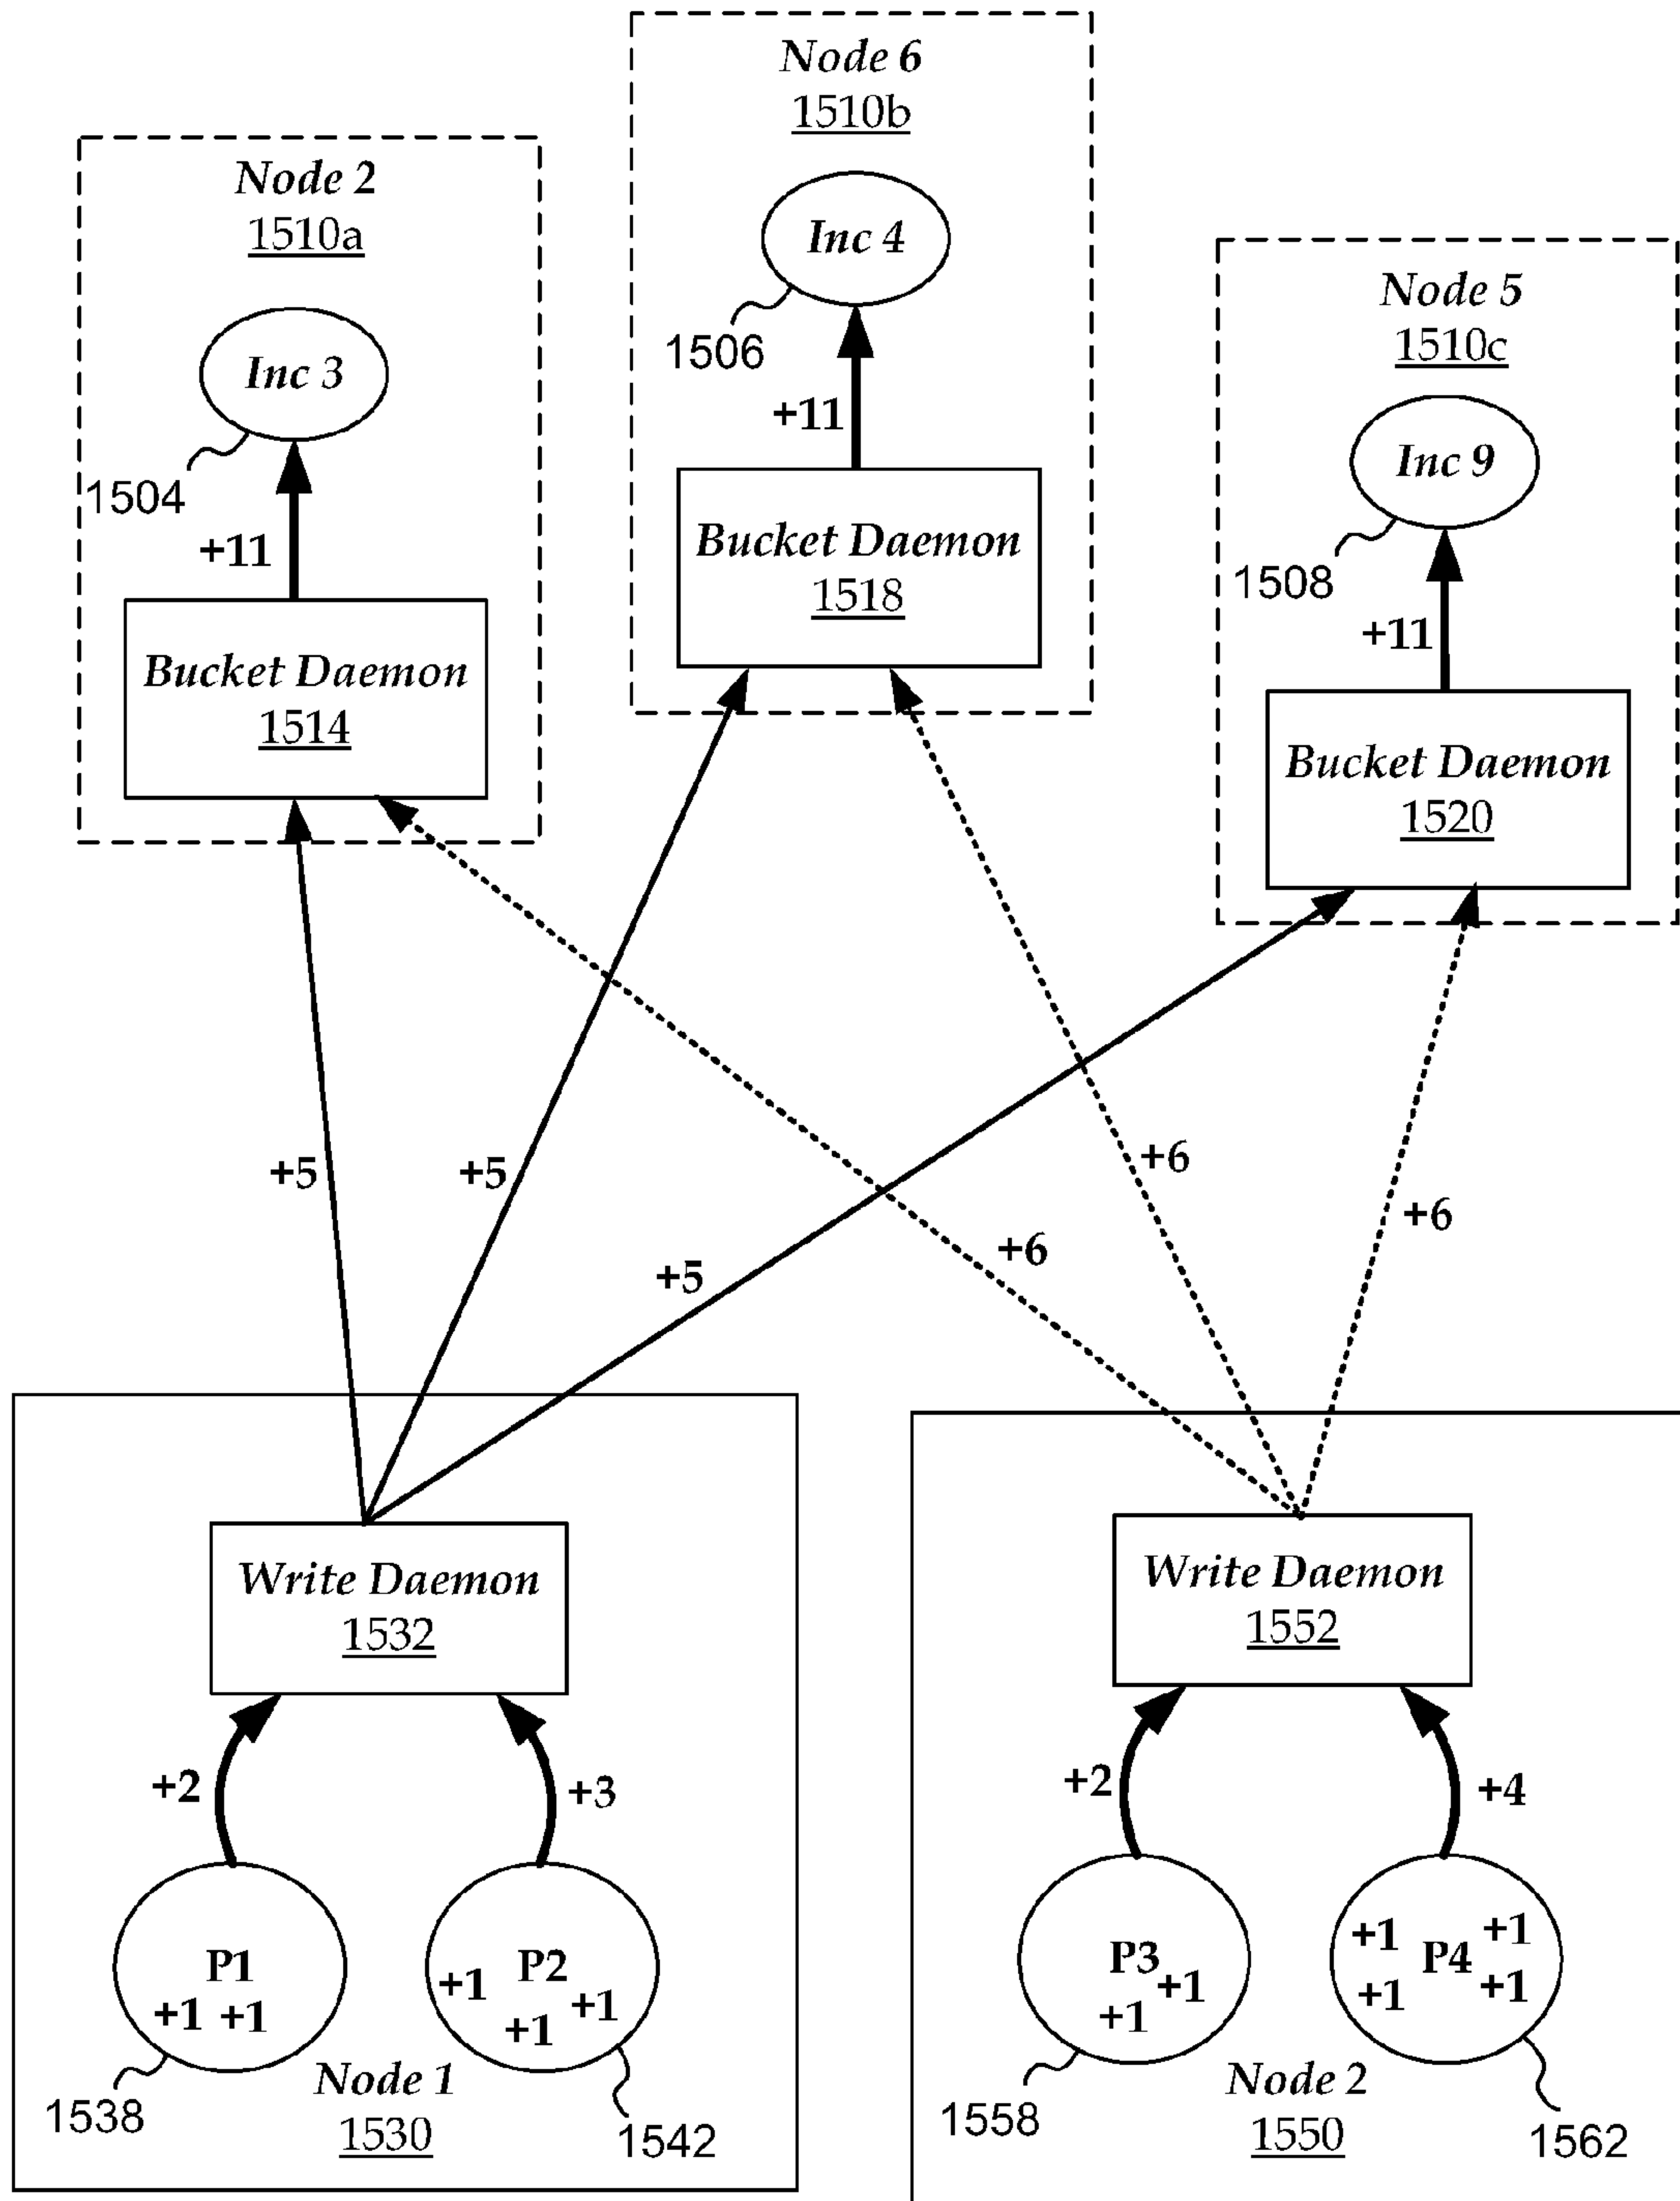 Node 6
1510b
Inc 4
1506
+11
Bucket Daemon
1518
Node 2
1510a
Inc 3
1504
+11
Bucket Daemon
1514
Node 5
1510c
Inc 9
1508
+11
Bucket Daemon
1520
+5
+5
+5
+6
+6
+6
Write Daemon
1532
+2
+3
P1
+1 +1
P2
+1
+1
+1
Node 1
1530
1538
1542
Write Daemon
1552
+2
+4
P3
+1
+1
P4
+1
+1
+1
+1
Node 2
1550
1558
1562